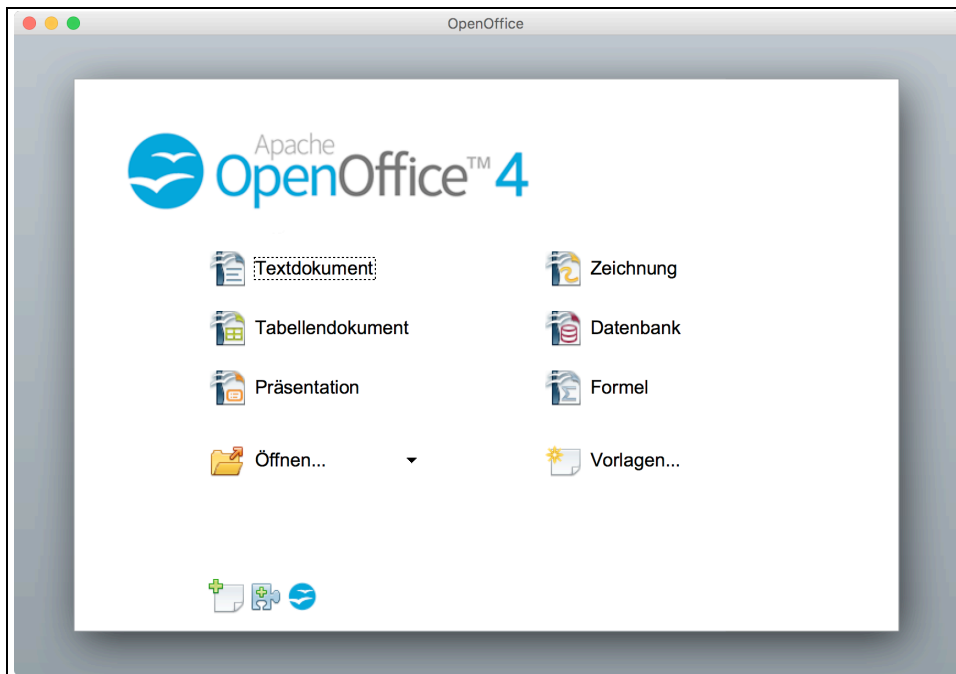 OpenOffice
Apache
OpenOffice™ 4
Textdokument
Zeichnung
Tabellendokument
Datenbank
Präsentation
Formel
Öffnen...
Vorlagen...